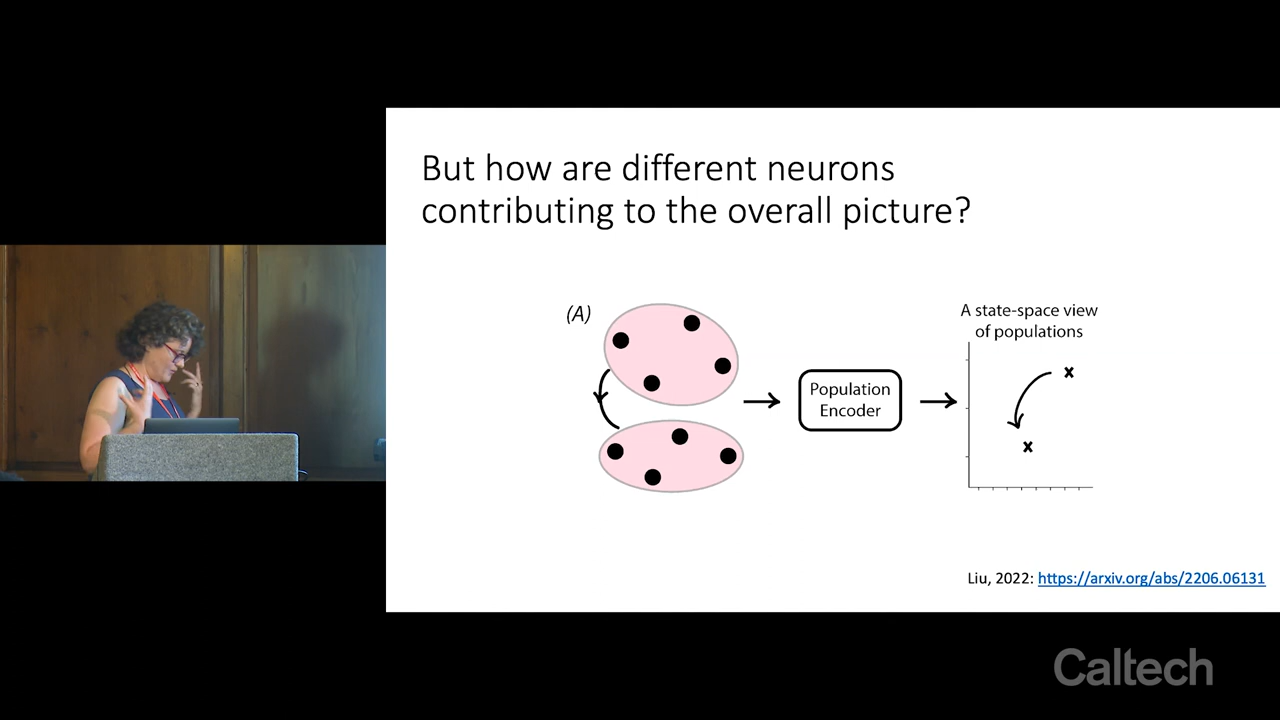 But how are different neurons
contributing to the overall picture?
(A)
A state-space view
of populations
Population
Encoder
Liu, 2022: https://arxiv.org/abs/2206.06131
Caltech